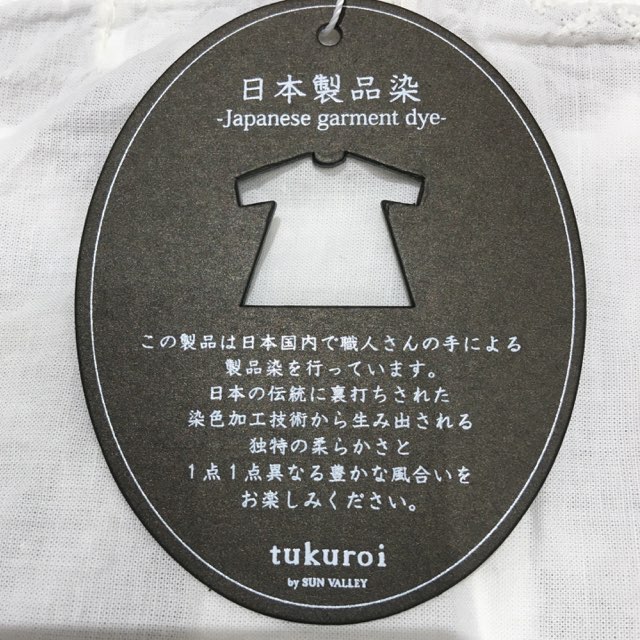 日本製品染
-Japanese garment dye-
この製品は日本国内で職人さんの手による
製品染を行っています。
日本の伝統に裏打ちされた
染色加工技術から生み出される
独特の柔らかさと
1点1点異なる豊かな風合いを
お楽しみください。
tukuroi
by SUN VALLEY